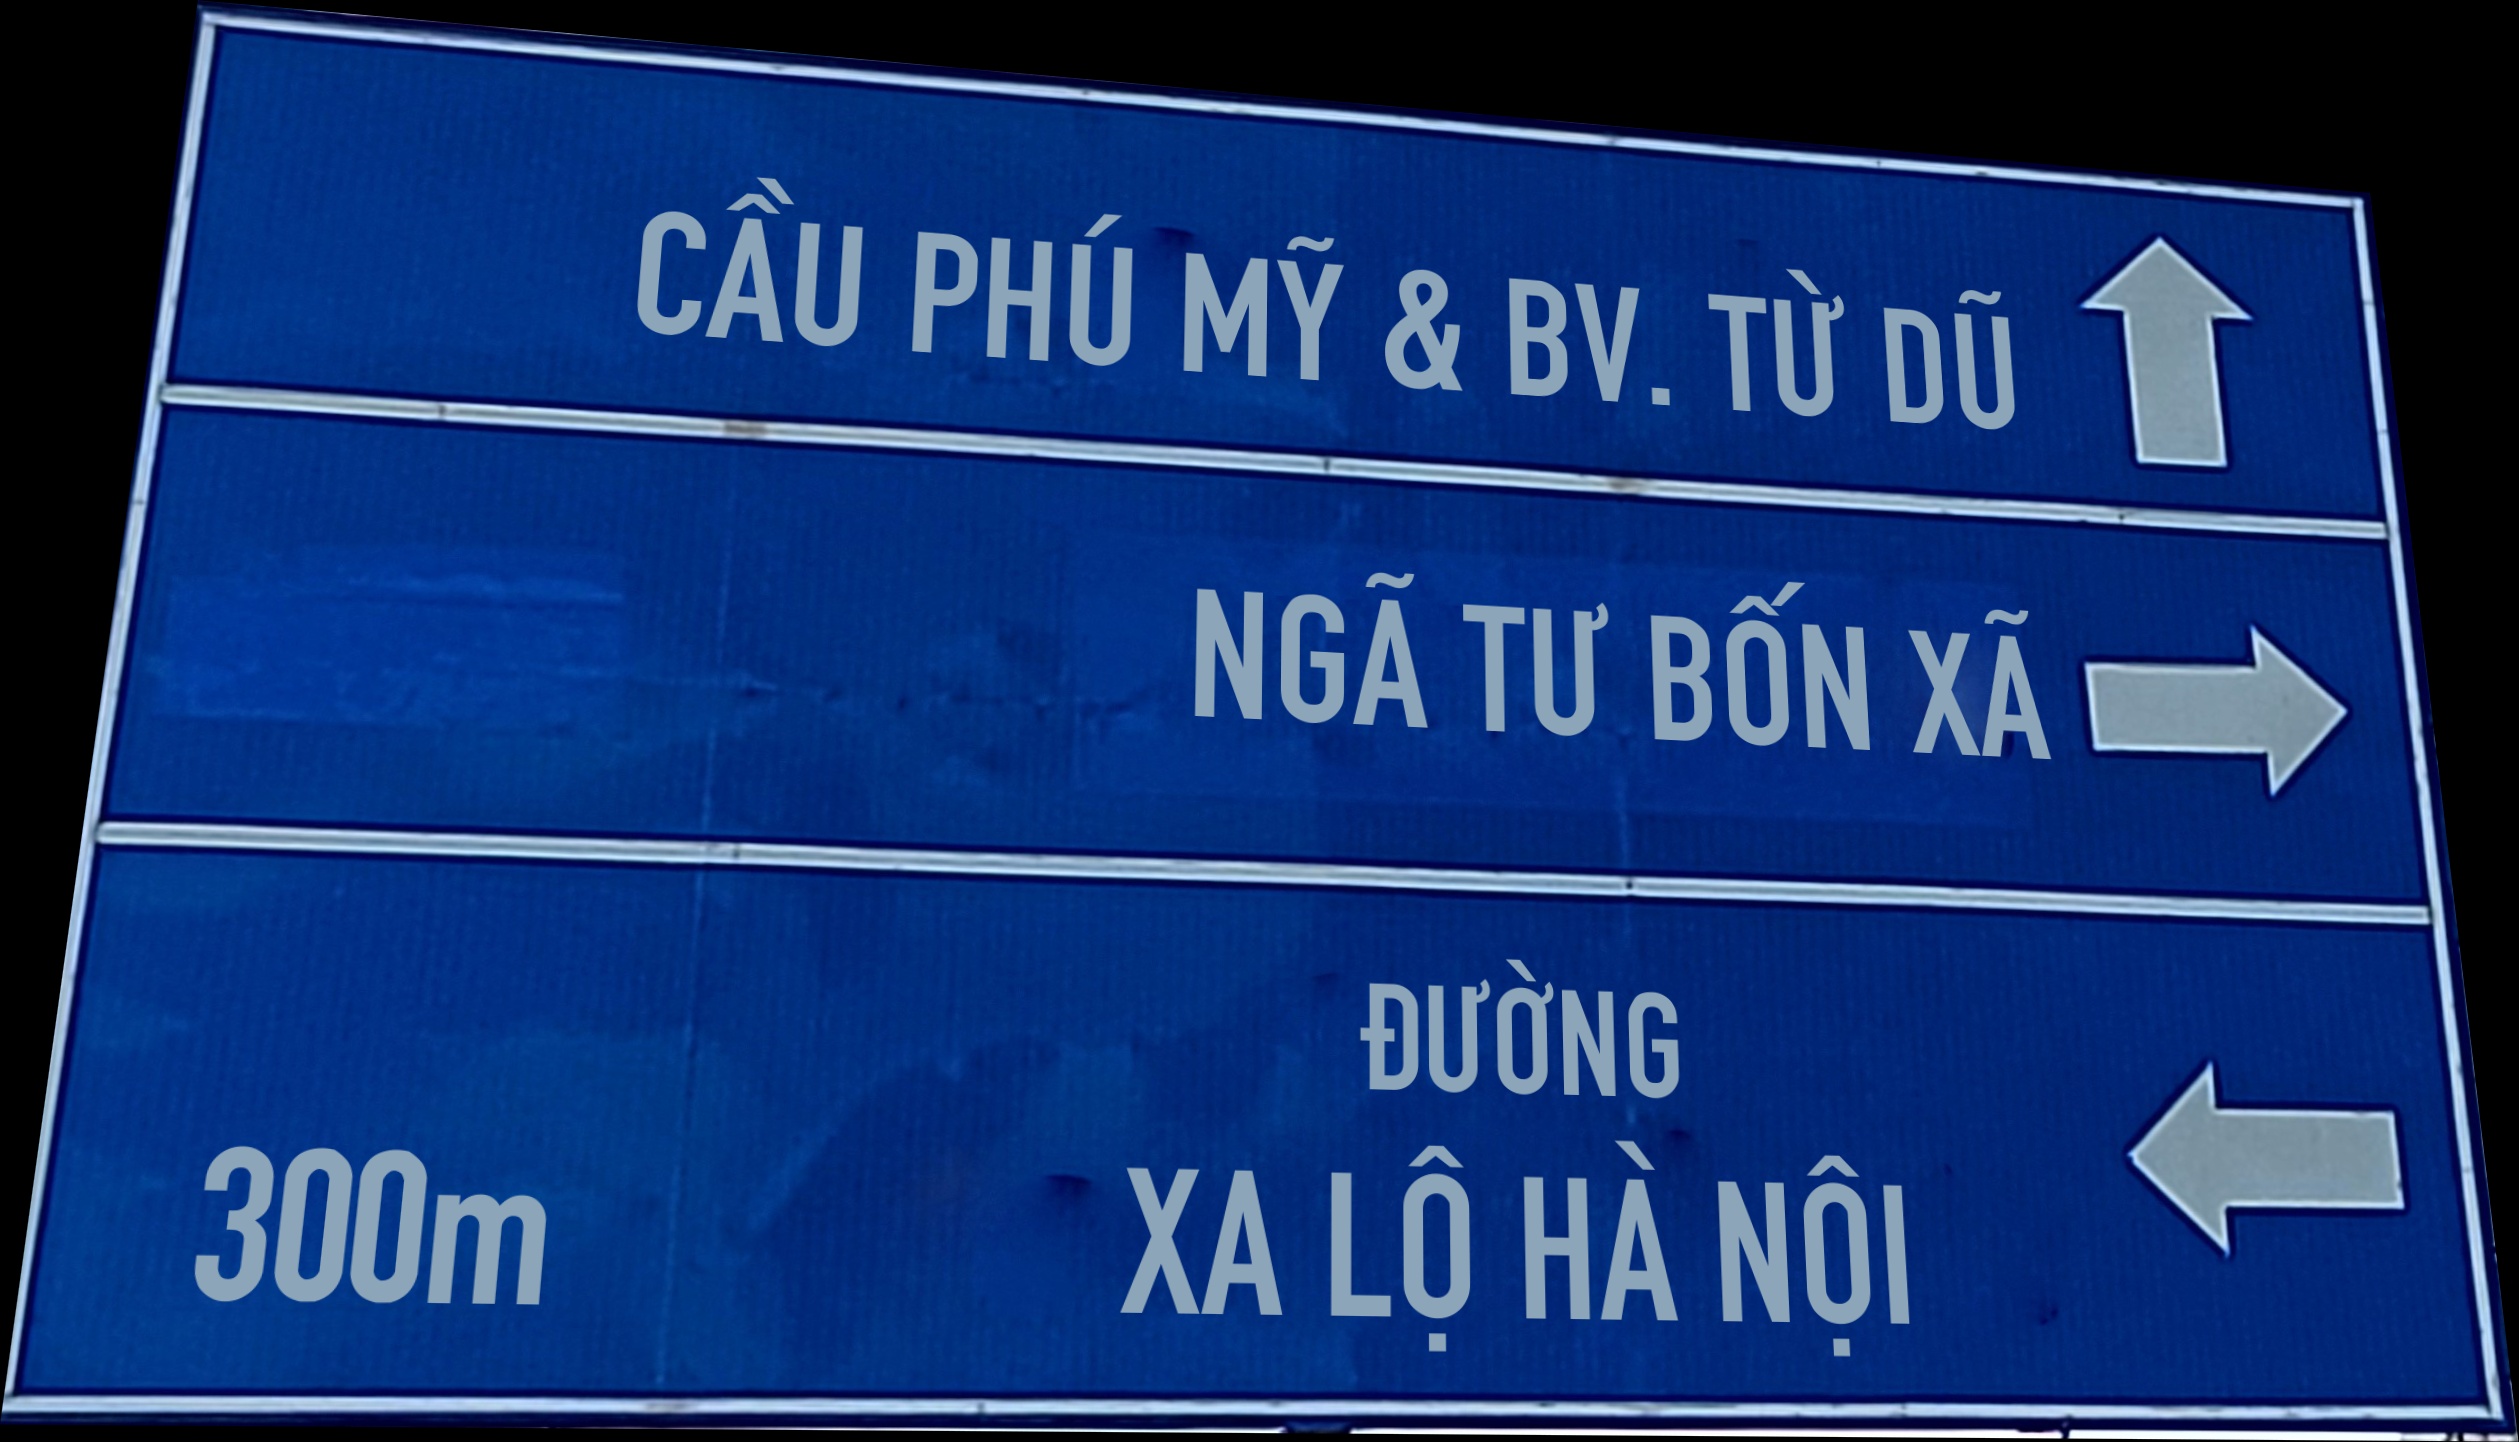 CẦU PHÚ MỸ & BV. TỪ DŨ
NGÃ TƯ BỐN XÃ
ĐƯỜNG
XA LỘ HÀ NỘI
300m